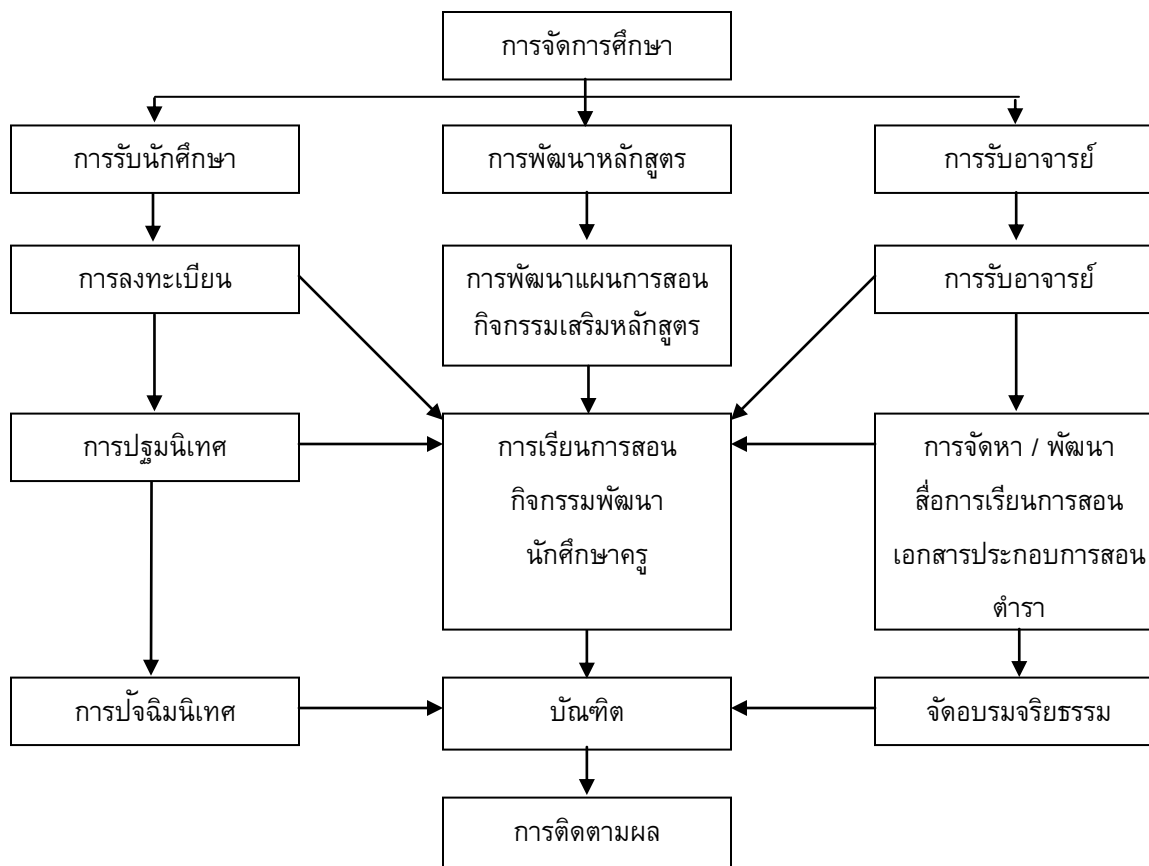 การจัดการศึกษา
การรับนักศึกษา
การพัฒนาหลักสูตร
การรับอาจารย์
การลงทะเบียน
การพัฒนาแผนการสอน
กิจกรรมเสริมหลักสูตร
การรับอาจารย์
การปฐมนิเทศ
การเรียนการสอน
กิจกรรมพัฒนา
นักศึกษาครู
การจัดหา / พัฒนา
สื่อการเรียนการสอน
เอกสารประกอบการสอน
ตำรา
การปัจฉิมนิเทศ
บัณฑิต
จัดอบรมจริยธรรม
การติดตามผล